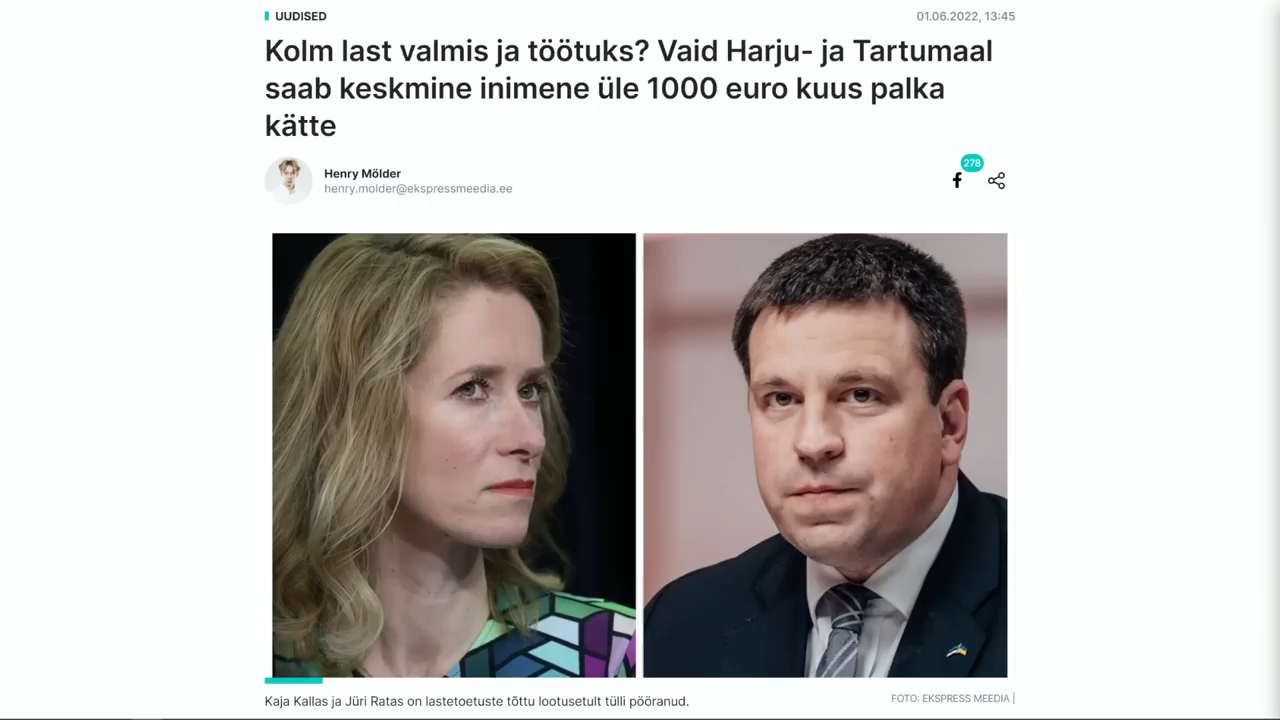 UUDISED
01.06.2022, 13:45
Kolm last valmis ja töötuks? Vaid Harju- ja Tartumaal
saab keskmine inimene üle 1000 euro kuus palka
kätte
Henry Mölder
henry.molder@ekspressmeedia.ee
278
Kaja Kallas ja Jüri Ratas on lastetoetuste tõttu lootusetult tülli pööranud.
FOTO: EKSPRESS MEEDIA |